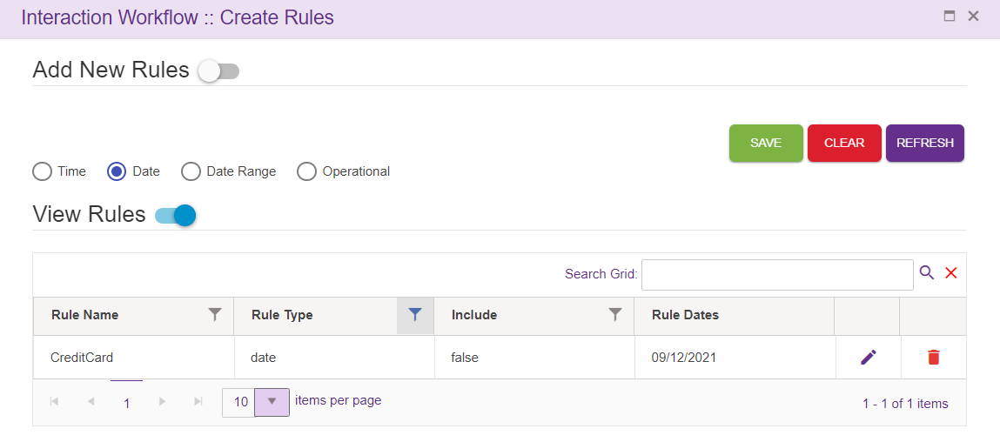 Interaction Workflow :: Create Rules
Add New Rules
SAVE CLEAR REFRESH
Time Date Date Range Operational
View Rules
Search Grid:
Rule Name Rule Type Include Rule Dates
CreditCard date false 09/12/2021
1 10 items per page 1 - 1 of 1 items